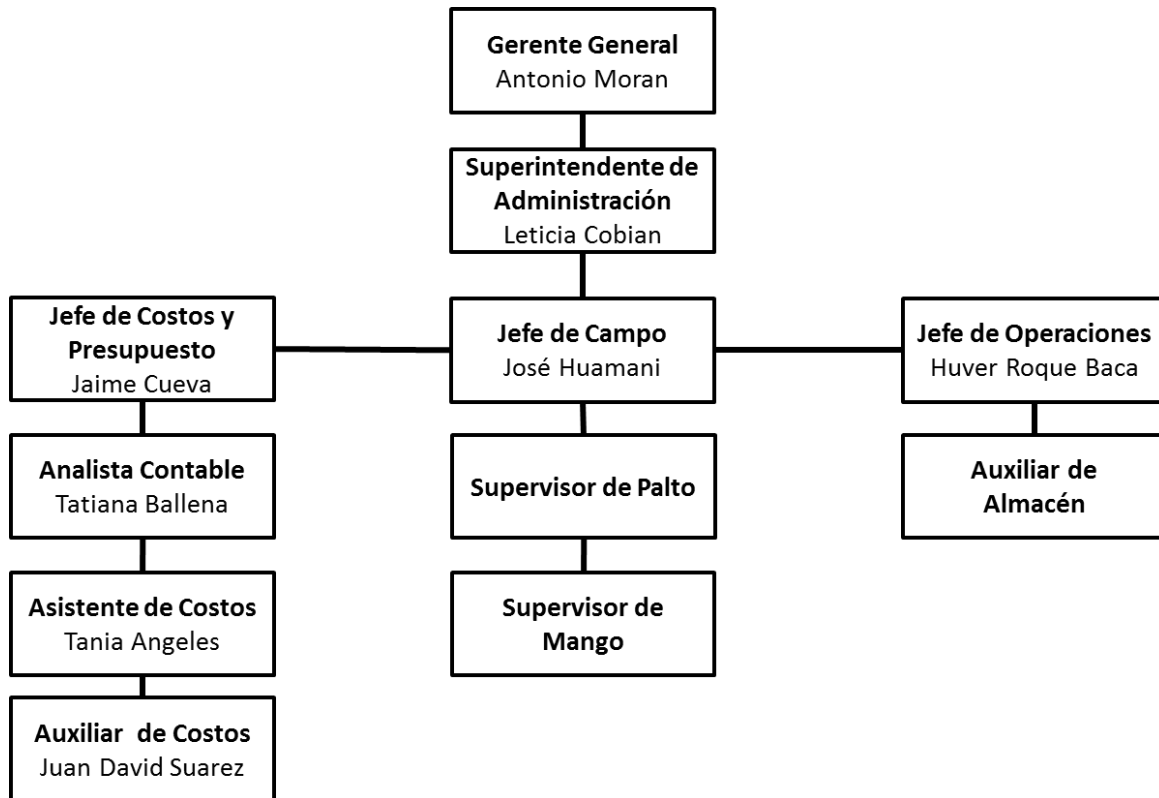 Gerente General
Antonio Moran
Superintendente de
Administración
Leticia Cobian
Jefe de Costos y
Presupuesto
Jaime Cueva
Jefe de Campo
José Huamani
Jefe de Operaciones
Huver Roque Baca
Analista Contable
Tatiana Ballena
Supervisor de Palto
Auxiliar de
Almacén
Asistente de Costos
Tania Angeles
Supervisor de
Mango
Auxiliar de Costos
Juan David Suarez